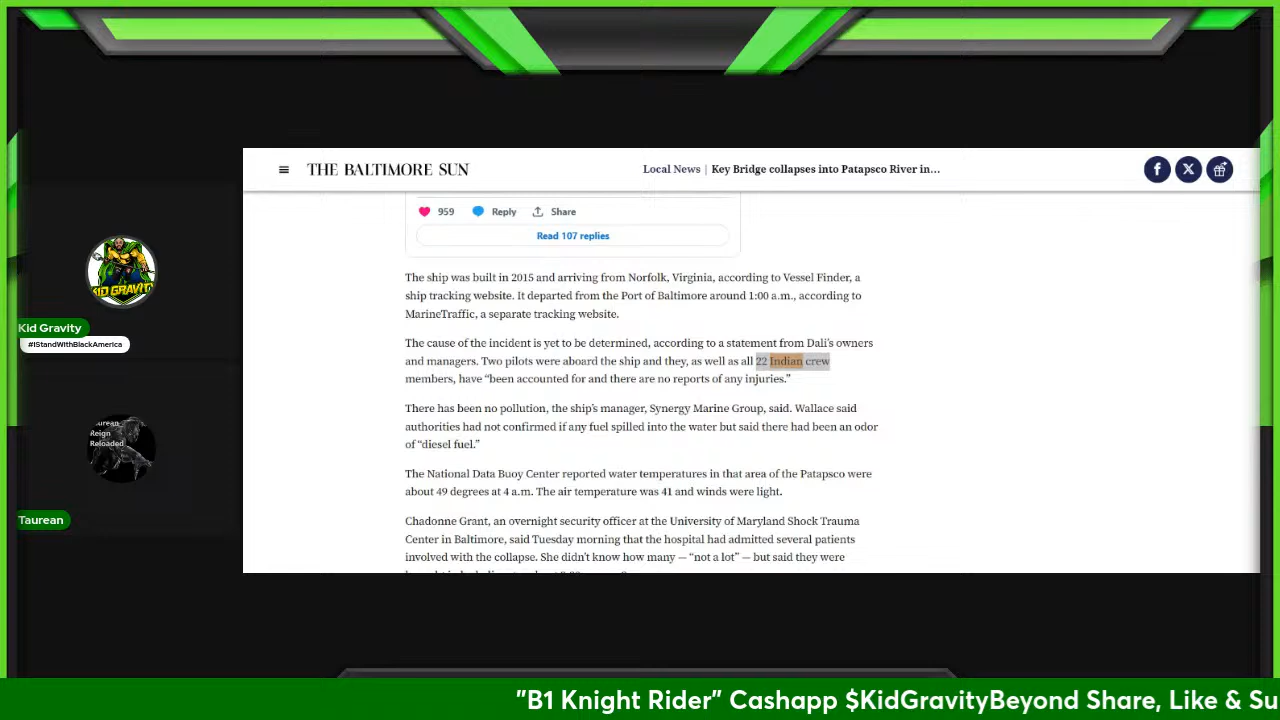 THE BALTIMORE SUN
Local News | Key Bridge collapses into Patapsco River in...
959 Reply Share
Read 107 replies
The ship was built in 2015 and arriving from Norfolk, Virginia, according to Vessel Finder, a
ship tracking website. It departed from the Port of Baltimore around 1:00 a.m., according to
MarineTraffic, a separate tracking website.
The cause of the incident is yet to be determined, according to a statement from Dali’s owners
and managers. Two pilots were aboard the ship and they, as well as all 22 Indian crew
members, have “been accounted for and there are no reports of any injuries.”
There has been no pollution, the ship’s manager, Synergy Marine Group, said. Wallace said
authorities had not confirmed if any fuel spilled into the water but said there had been an odor
of “diesel fuel.”
The National Data Buoy Center reported water temperatures in that area of the Patapsco were
about 49 degrees at 4 a.m. The air temperature was 41 and winds were light.
Chadonne Grant, an overnight security officer at the University of Maryland Shock Trauma
Center in Baltimore, said Tuesday morning that the hospital had admitted several patients
involved with the collapse. She didn’t know how many — “not a lot” — but said they were
KID GRAVITY
Kid Gravity
#IStandWithBlackAmerica
Reign
Reloaded
Taurean
"B1 Knight Rider" Cashapp $KidGravityBeyond Share, Like & Su